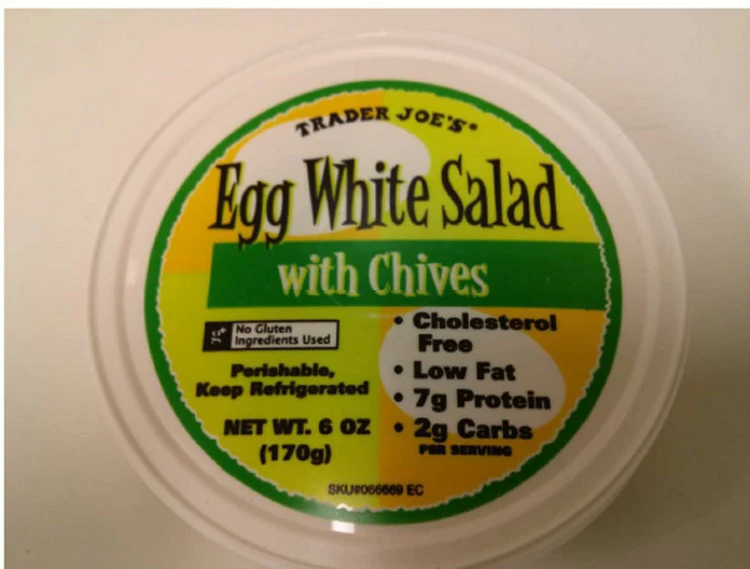 TRADER JOE'S®
Egg White Salad
with Chives
No Gluten
Ingredients Used
Perishable,
Keep Refrigerated
NET WT. 6 OZ
(170g)
• Cholesterol
Free
• Low Fat
• 7g Protein
• 2g Carbs
PER SERVING
SKU#066669 EC